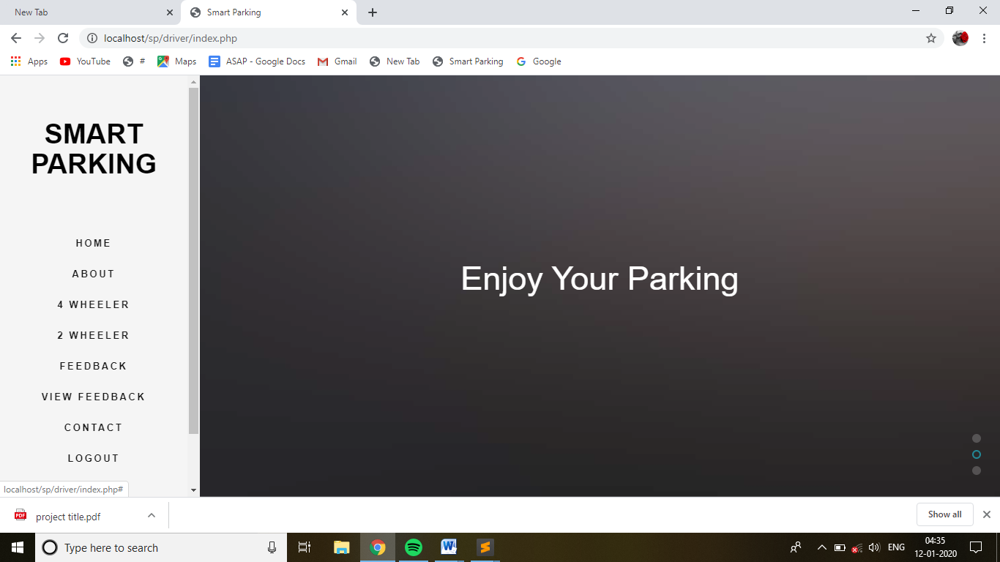 New Tab
Smart Parking
localhost/sp/driver/index.php
Apps
YouTube
#
Maps
ASAP - Google Docs
Gmail
New Tab
Smart Parking
Google
SMART
PARKING
HOME
ABOUT
4 WHEELER
2 WHEELER
FEEDBACK
VIEW FEEDBACK
CONTACT
LOGOUT
Enjoy Your Parking
localhost/sp/driver/index.php#
PDF
project title.pdf
Show all
Type here to search
W
ENG
04:35
12-01-2020